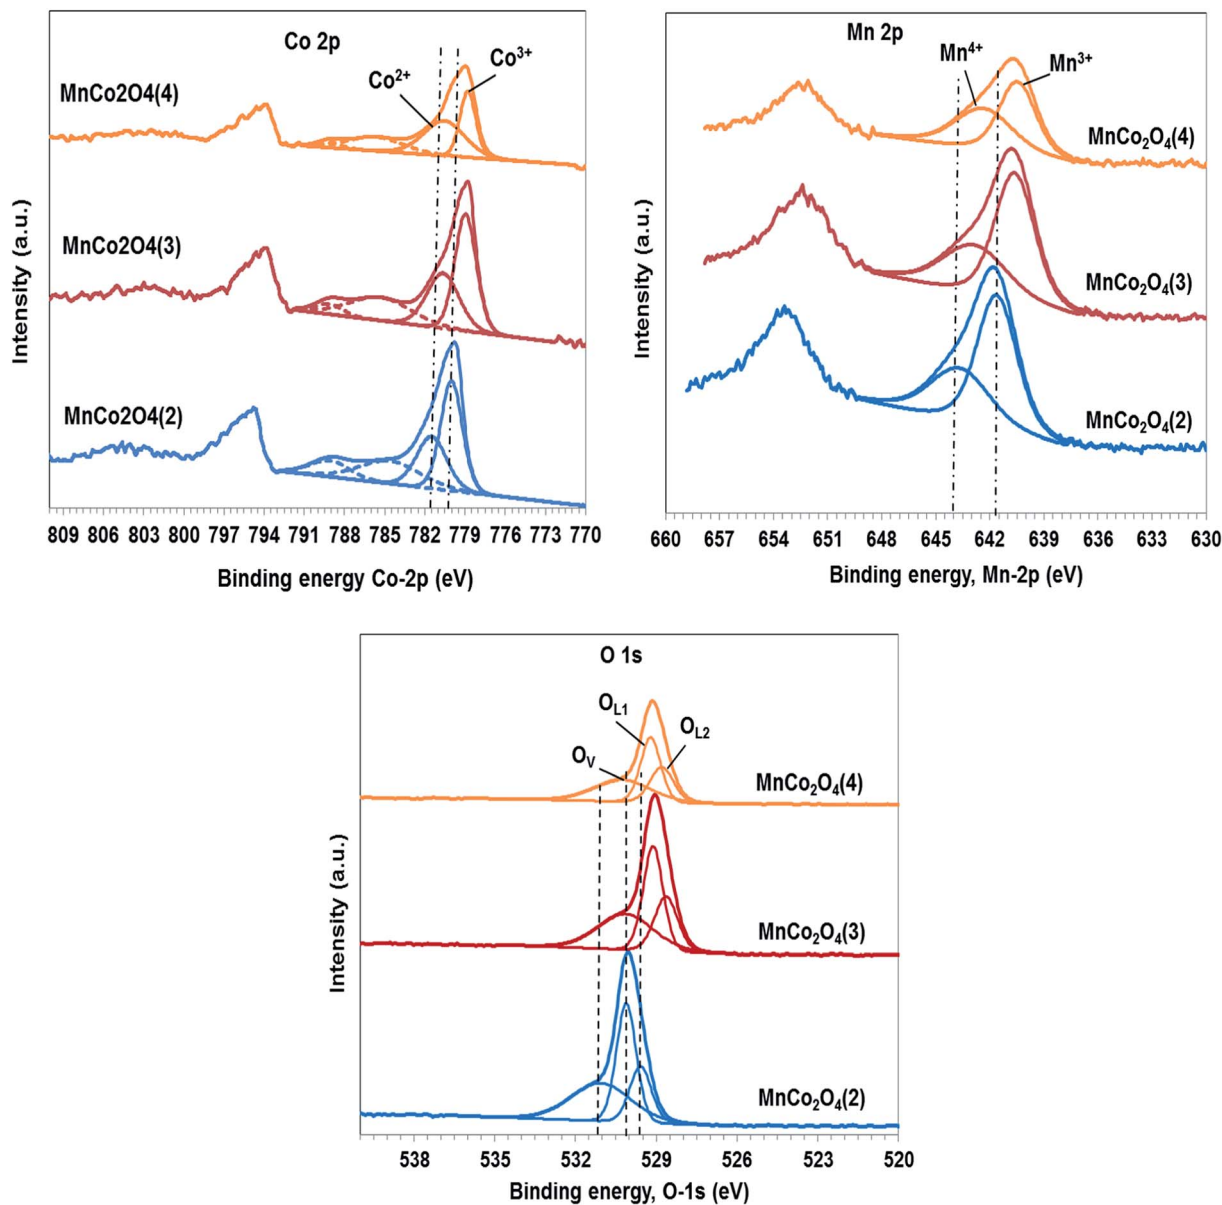 Co 2p
Co³⁺
Co²⁺
MnCo2O4(4)
MnCo2O4(3)
MnCo2O4(2)
Intensity (a.u.)
809 806 803 800 797 794 791 788 785 782 779 776 773 770
Binding energy Co-2p (eV)
Mn 2p
Mn⁴⁺
Mn³⁺
MnCo₂O₄(4)
MnCo₂O₄(3)
MnCo₂O₄(2)
Intensity (a.u.)
660 657 654 651 648 645 642 639 636 633 630
Binding energy, Mn-2p (eV)
O 1s
O_L1
O_L2
O_V
MnCo₂O₄(4)
MnCo₂O₄(3)
MnCo₂O₄(2)
Intensity (a.u.)
538 535 532 529 526 523 520
Binding energy, O-1s (eV)